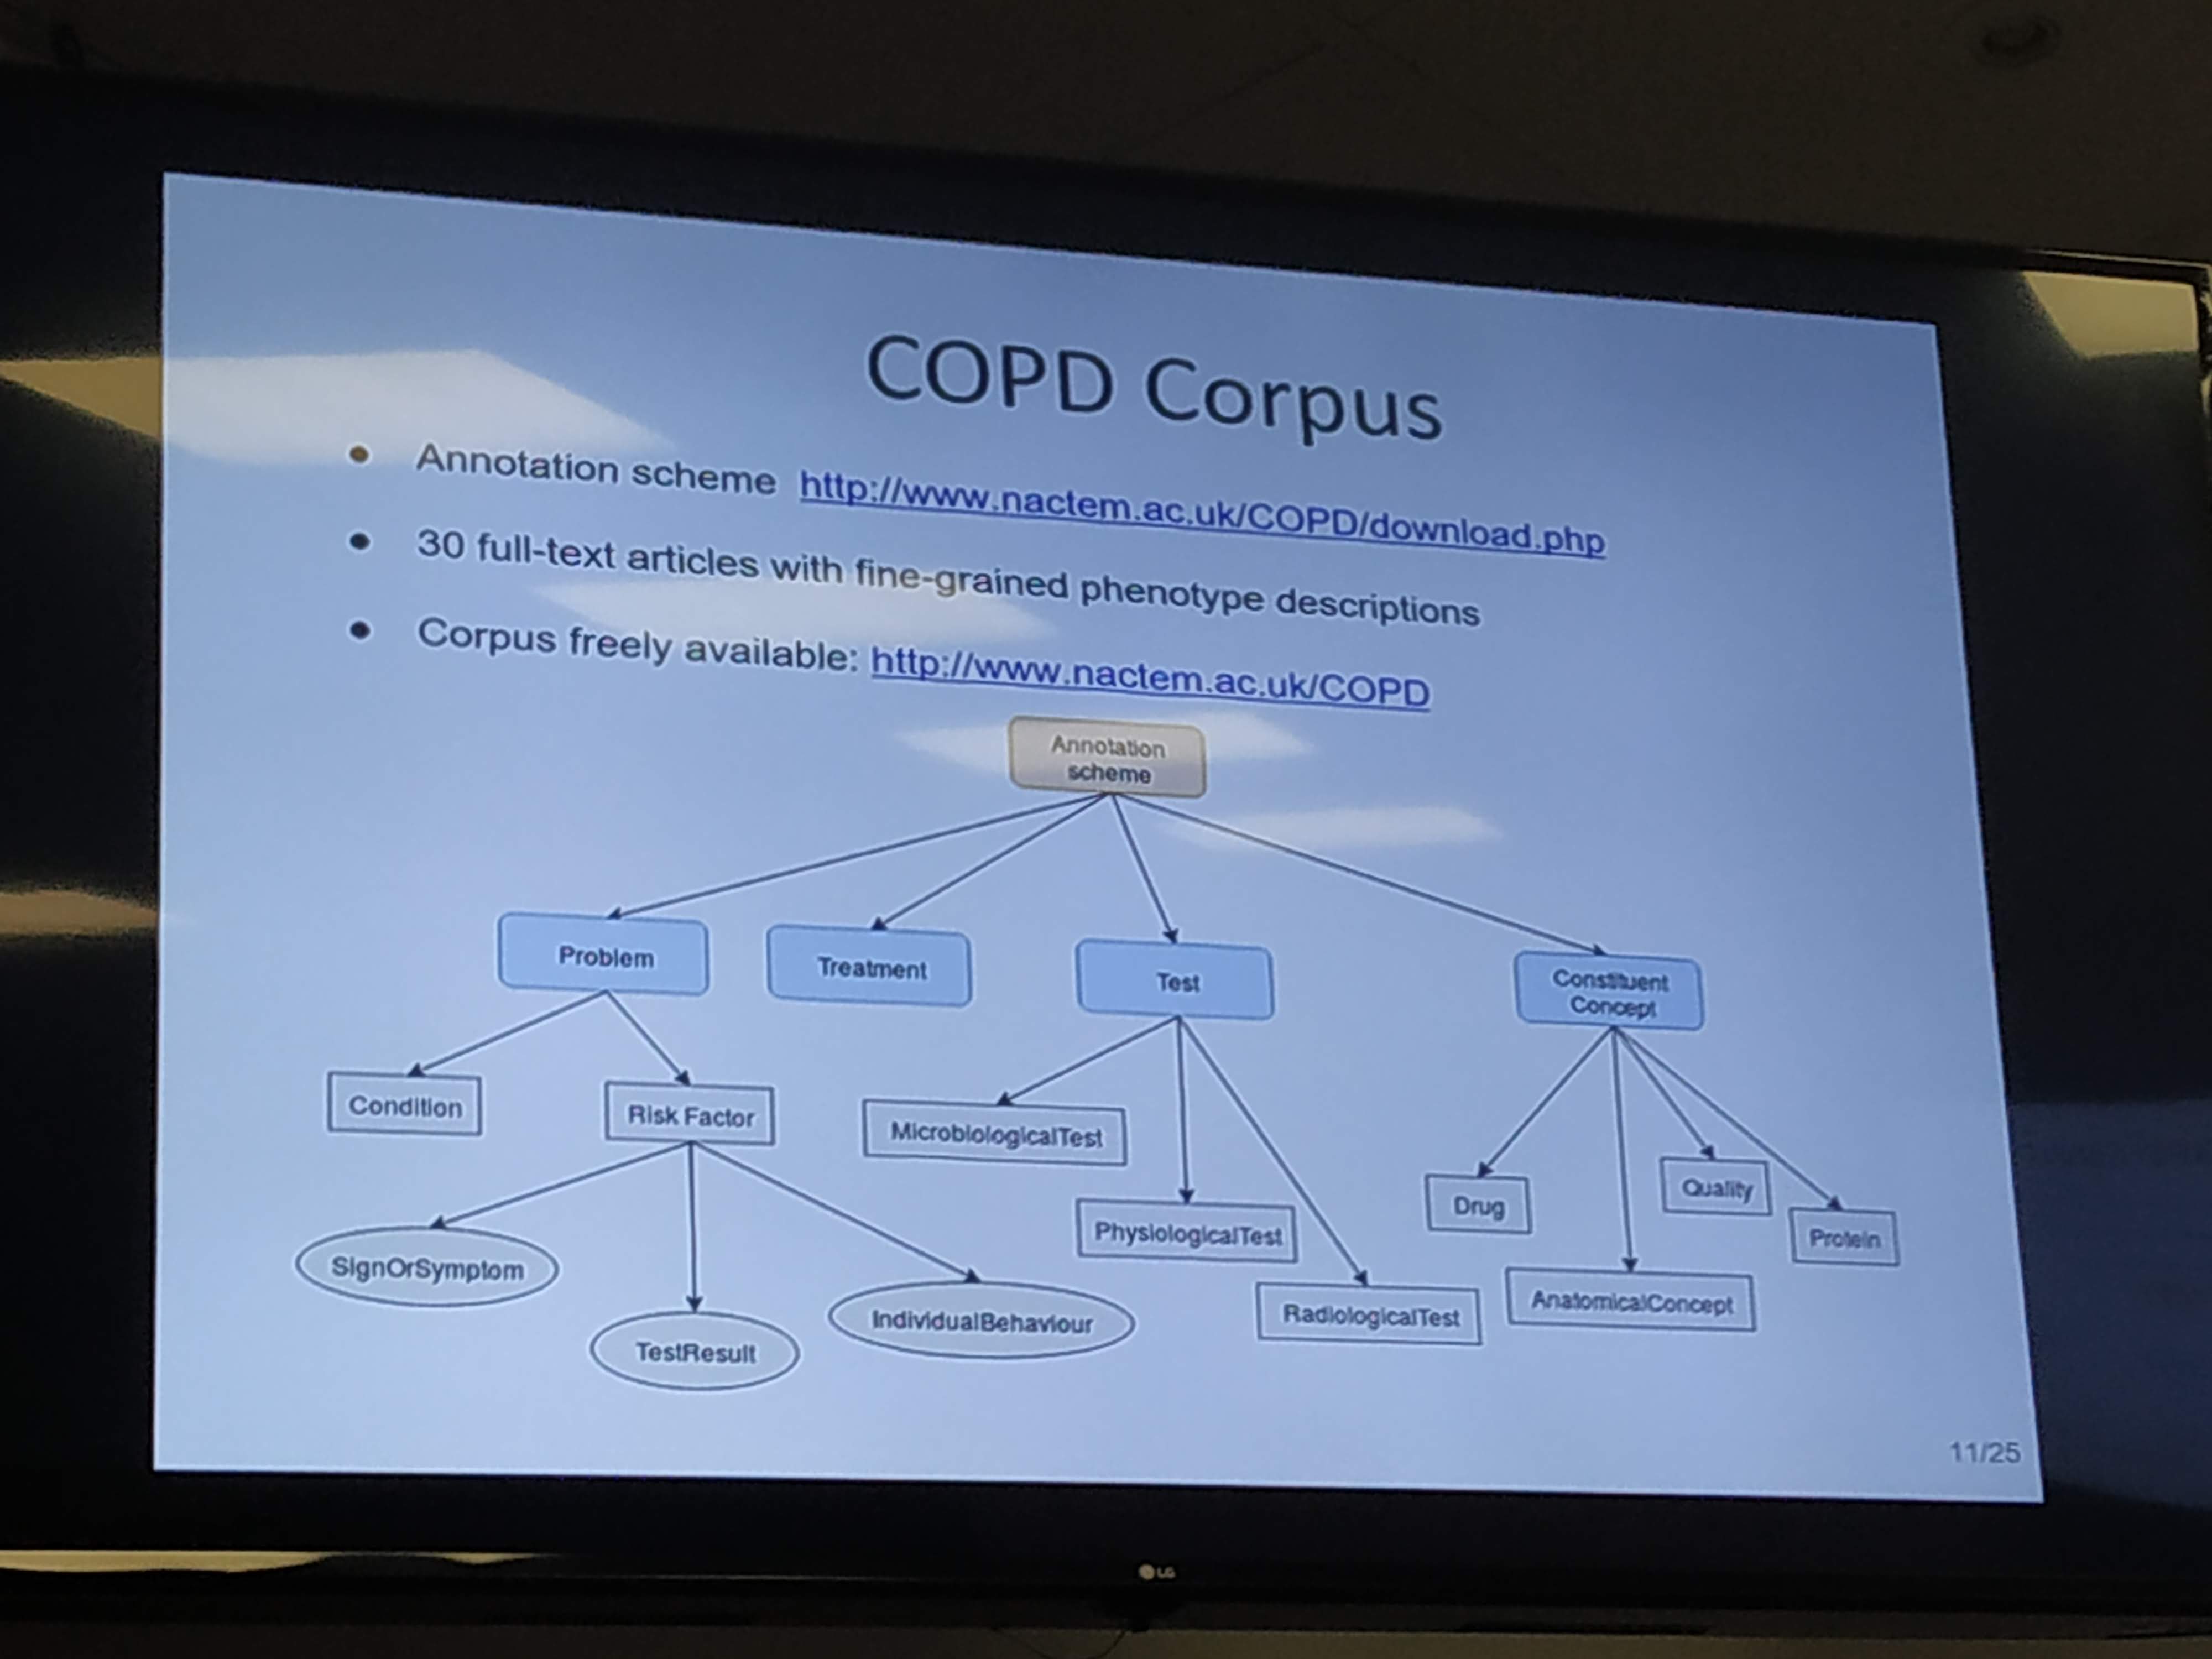 COPD Corpus
• Annotation scheme http://www.nactem.ac.uk/COPD/download.php
• 30 full-text articles with fine-grained phenotype descriptions
• Corpus freely available: http://www.nactem.ac.uk/COPD
Annotation
scheme
Problem
Treatment
Test
Constituent
Concept
Condition
Risk Factor
MicrobiologicalTest
PhysiologicalTest
RadiologicalTest
Drug
AnatomicalConcept
Quality
Protein
SignOrSymptom
TestResult
IndividualBehaviour
11/25
LG